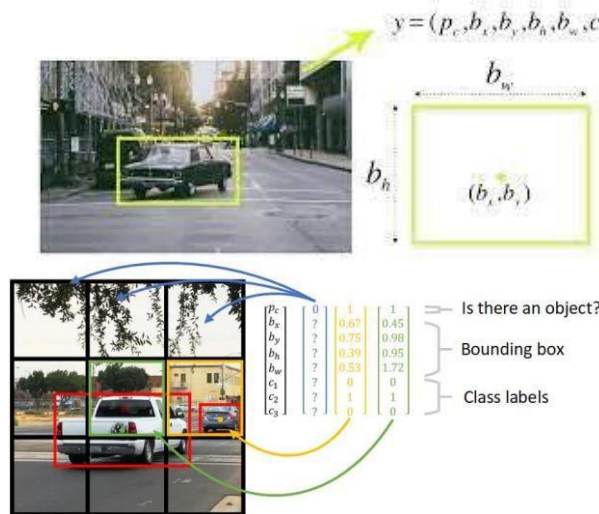 y = (p_c, b_x, b_y, b_h, b_w, c
b_w
b_h
(b_x, b_y)
p_c 0 1 1 Is there an object?
b_x ? 0.67 0.45
b_y ? 0.75 0.98
b_h ? 0.39 0.95 Bounding box
b_w ? 0.53 1.72
c_1 ? 0 0
c_2 ? 1 1 Class labels
c_3 ? 0 0